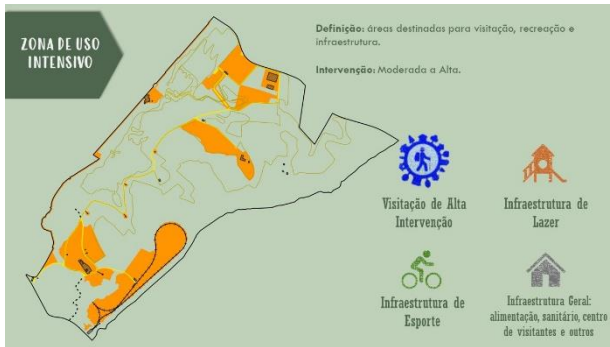 ZONA DE USO
INTENSIVO
Definição: áreas destinadas para visitação, recreação e
infraestrutura.
Intervenção: Moderada a Alta.
Visitação de Alta
Intervenção
Infraestrutura de
Lazer
Infraestrutura de
Esporte
Infraestrutura Geral:
alimentação, sanitário, centro
de visitantes e outros